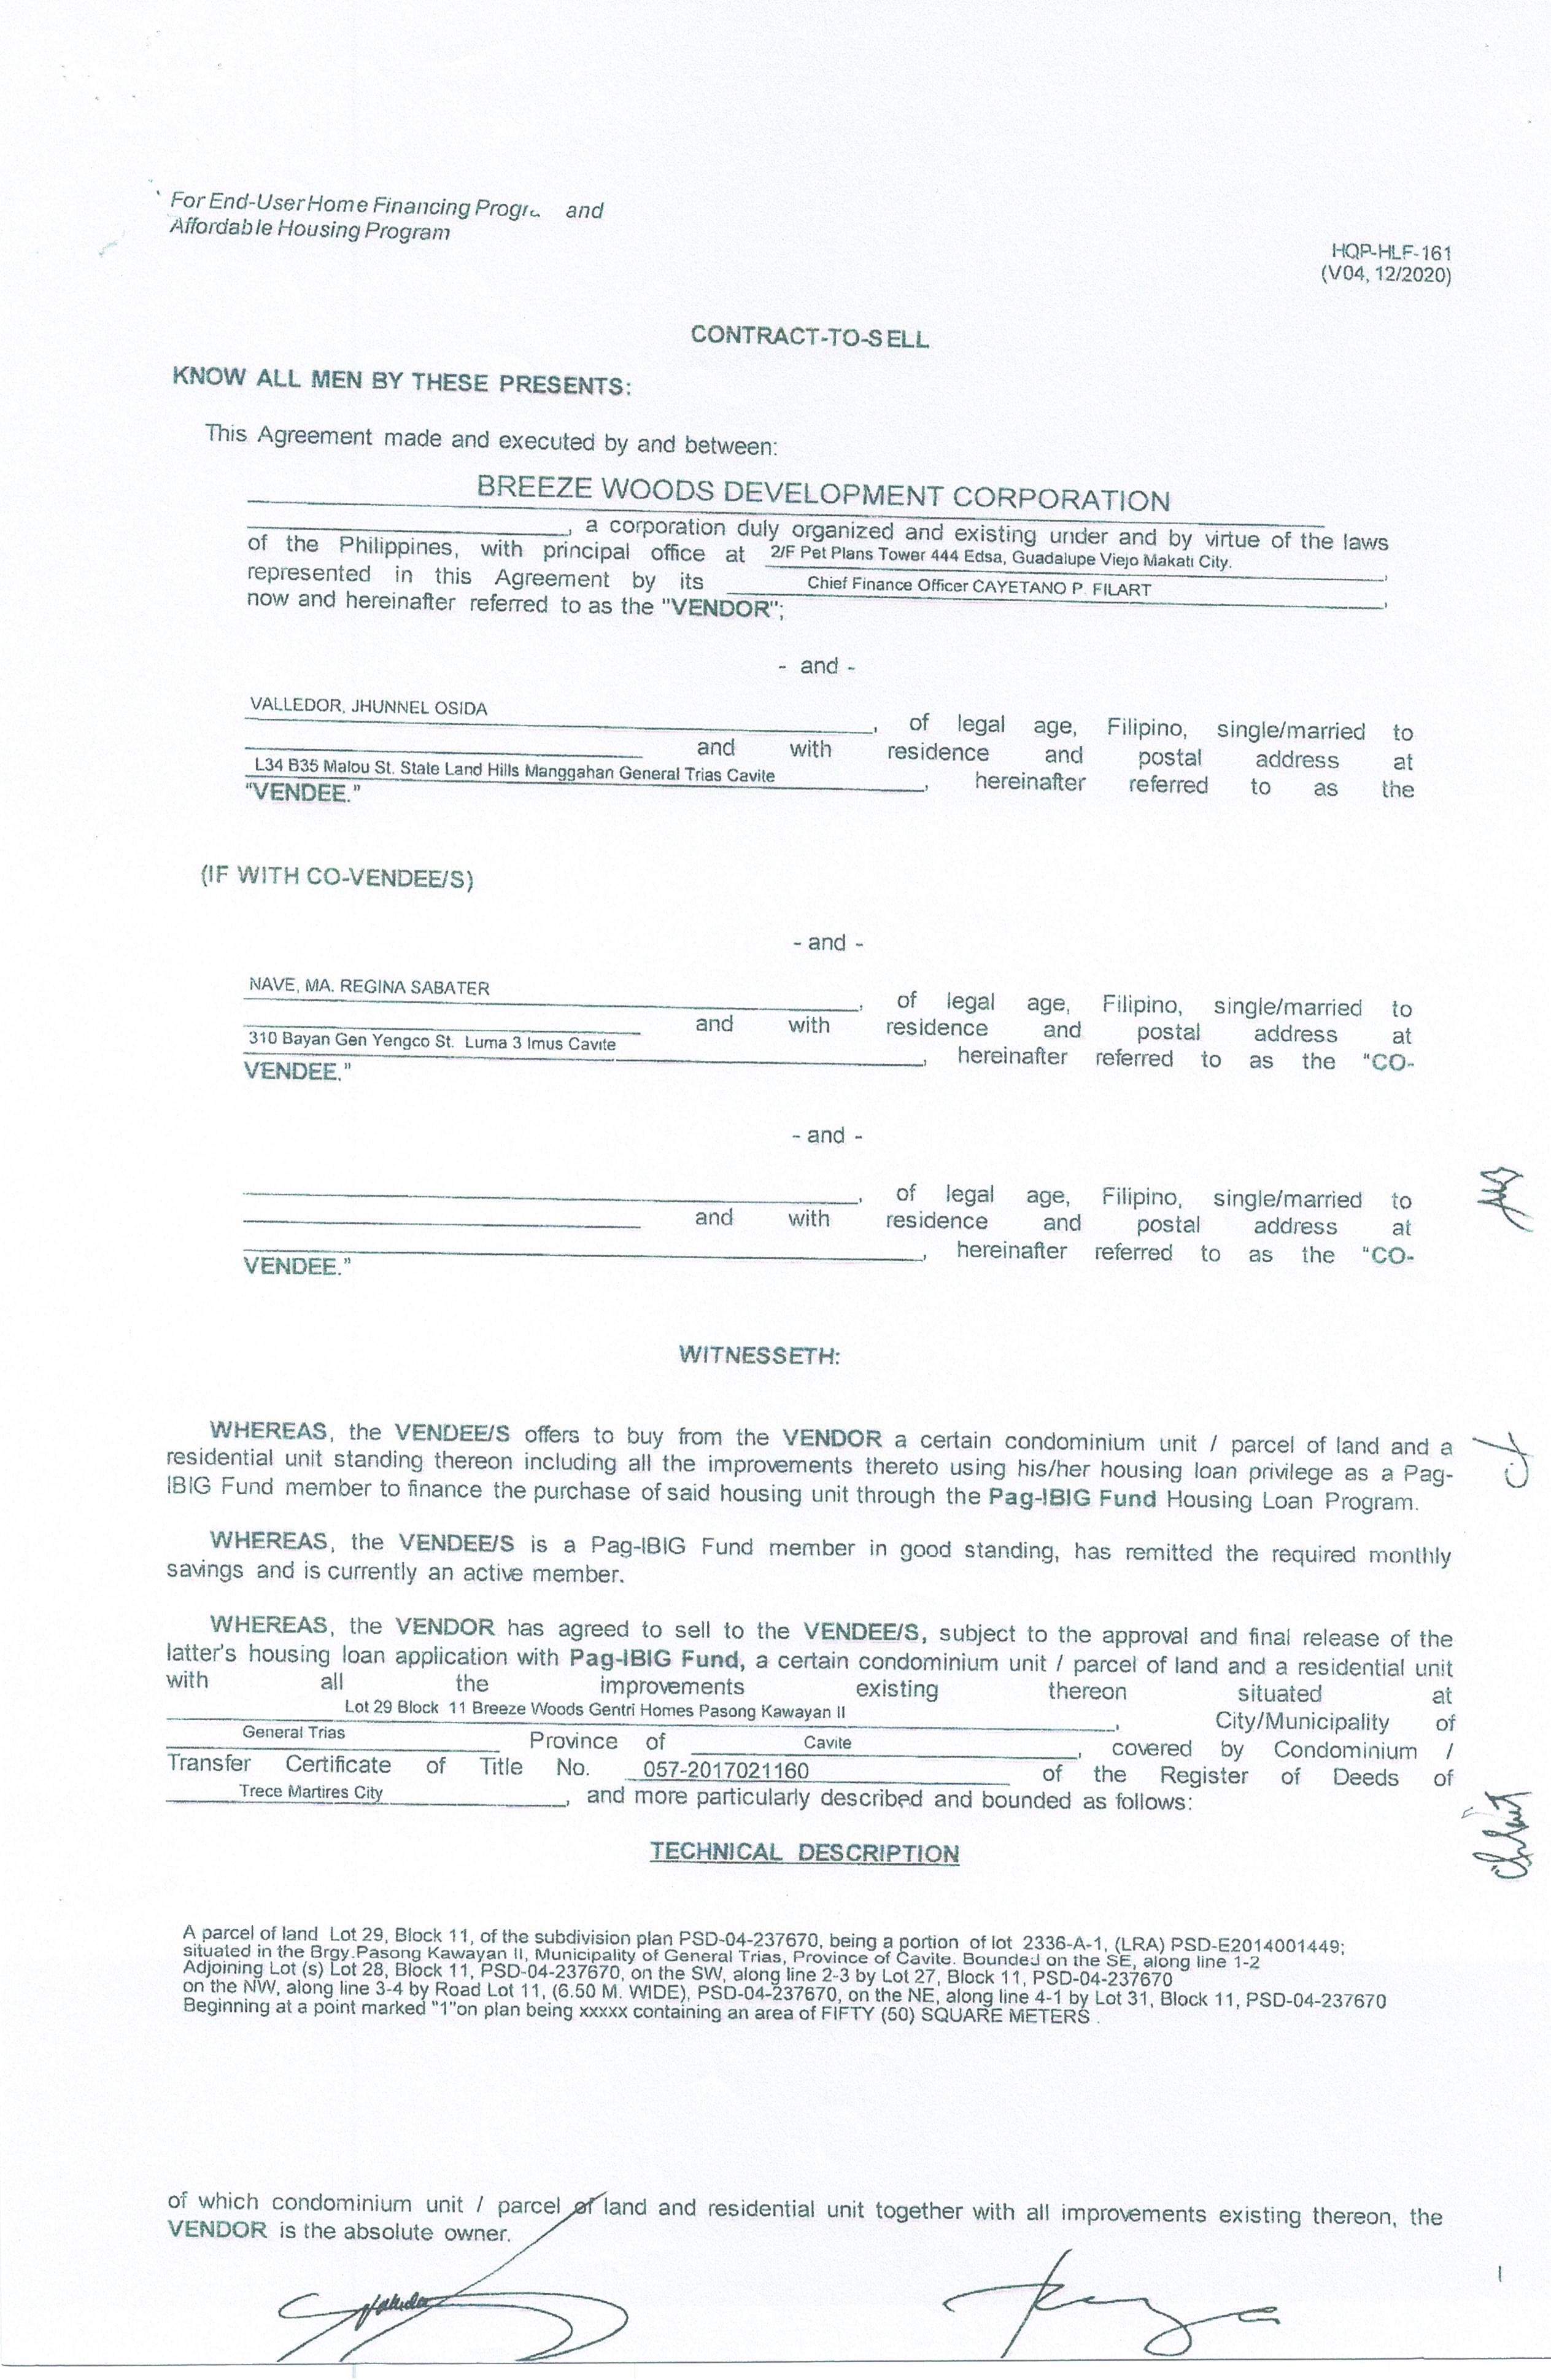 For End-User Home Financing Progr and
Affordable Housing Program
HQP-HLF-161
(V04, 12/2020)
CONTRACT-TO-SELL
KNOW ALL MEN BY THESE PRESENTS:
This Agreement made and executed by and between:
BREEZE WOODS DEVELOPMENT CORPORATION
, a corporation duly organized and existing under and by virtue of the laws
of the Philippines, with principal office at 2/F Pet Plans Tower 444 Edsa, Guadalupe Viejo Makati City. ,
represented in this Agreement by its Chief Finance Officer CAYETANO P. FILART ,
now and hereinafter referred to as the "VENDOR";
- and -
VALLEDOR, JHUNNEL OSIDA , of legal age, Filipino, single/married to
and with residence and postal address at
L34 B35 Malou St. State Land Hills Manggahan General Trias Cavite , hereinafter referred to as the
"VENDEE."
(IF WITH CO-VENDEE/S)
- and -
NAVE, MA. REGINA SABATER , of legal age, Filipino, single/married to
and with residence and postal address at
310 Bayan Gen Yengco St. Luma 3 Imus Cavite , hereinafter referred to as the "CO-
VENDEE."
- and -
, of legal age, Filipino, single/married to
and with residence and postal address at
, hereinafter referred to as the "CO-
VENDEE."
WITNESSETH:
WHEREAS, the VENDEE/S offers to buy from the VENDOR a certain condominium unit / parcel of land and a
residential unit standing thereon including all the improvements thereto using his/her housing loan privilege as a Pag-
IBIG Fund member to finance the purchase of said housing unit through the Pag-IBIG Fund Housing Loan Program.
WHEREAS, the VENDEE/S is a Pag-IBIG Fund member in good standing, has remitted the required monthly
savings and is currently an active member.
WHEREAS, the VENDOR has agreed to sell to the VENDEE/S, subject to the approval and final release of the
latter's housing loan application with Pag-IBIG Fund, a certain condominium unit / parcel of land and a residential unit
with all the improvements existing thereon situated at
Lot 29 Block 11 Breeze Woods Gentri Homes Pasong Kawayan II , City/Municipality of
General Trias Province of Cavite , covered by Condominium /
Transfer Certificate of Title No. 057-2017021160 of the Register of Deeds of
Trece Martires City , and more particularly described and bounded as follows:
TECHNICAL DESCRIPTION
A parcel of land Lot 29, Block 11, of the subdivision plan PSD-04-237670, being a portion of lot 2336-A-1, (LRA) PSD-E2014001449;
situated in the Brgy.Pasong Kawayan II, Municipality of General Trias, Province of Cavite. Bounded on the SE, along line 1-2
Adjoining Lot (s) Lot 28, Block 11, PSD-04-237670, on the SW, along line 2-3 by Lot 27, Block 11, PSD-04-237670
on the NW, along line 3-4 by Road Lot 11, (6.50 M. WIDE), PSD-04-237670, on the NE, along line 4-1 by Lot 31, Block 11, PSD-04-237670
Beginning at a point marked "1"on plan being xxxxx containing an area of FIFTY (50) SQUARE METERS .
of which condominium unit / parcel of land and residential unit together with all improvements existing thereon, the
VENDOR is the absolute owner.
1